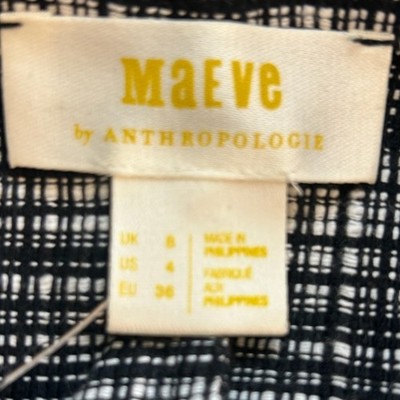 MaEVe
by ANTHROPOLOGIE
UK 8
US 4
EU 36
MADE IN
PHILIPPINES
FABRIQUÉ
AUX
PHILIPPINES